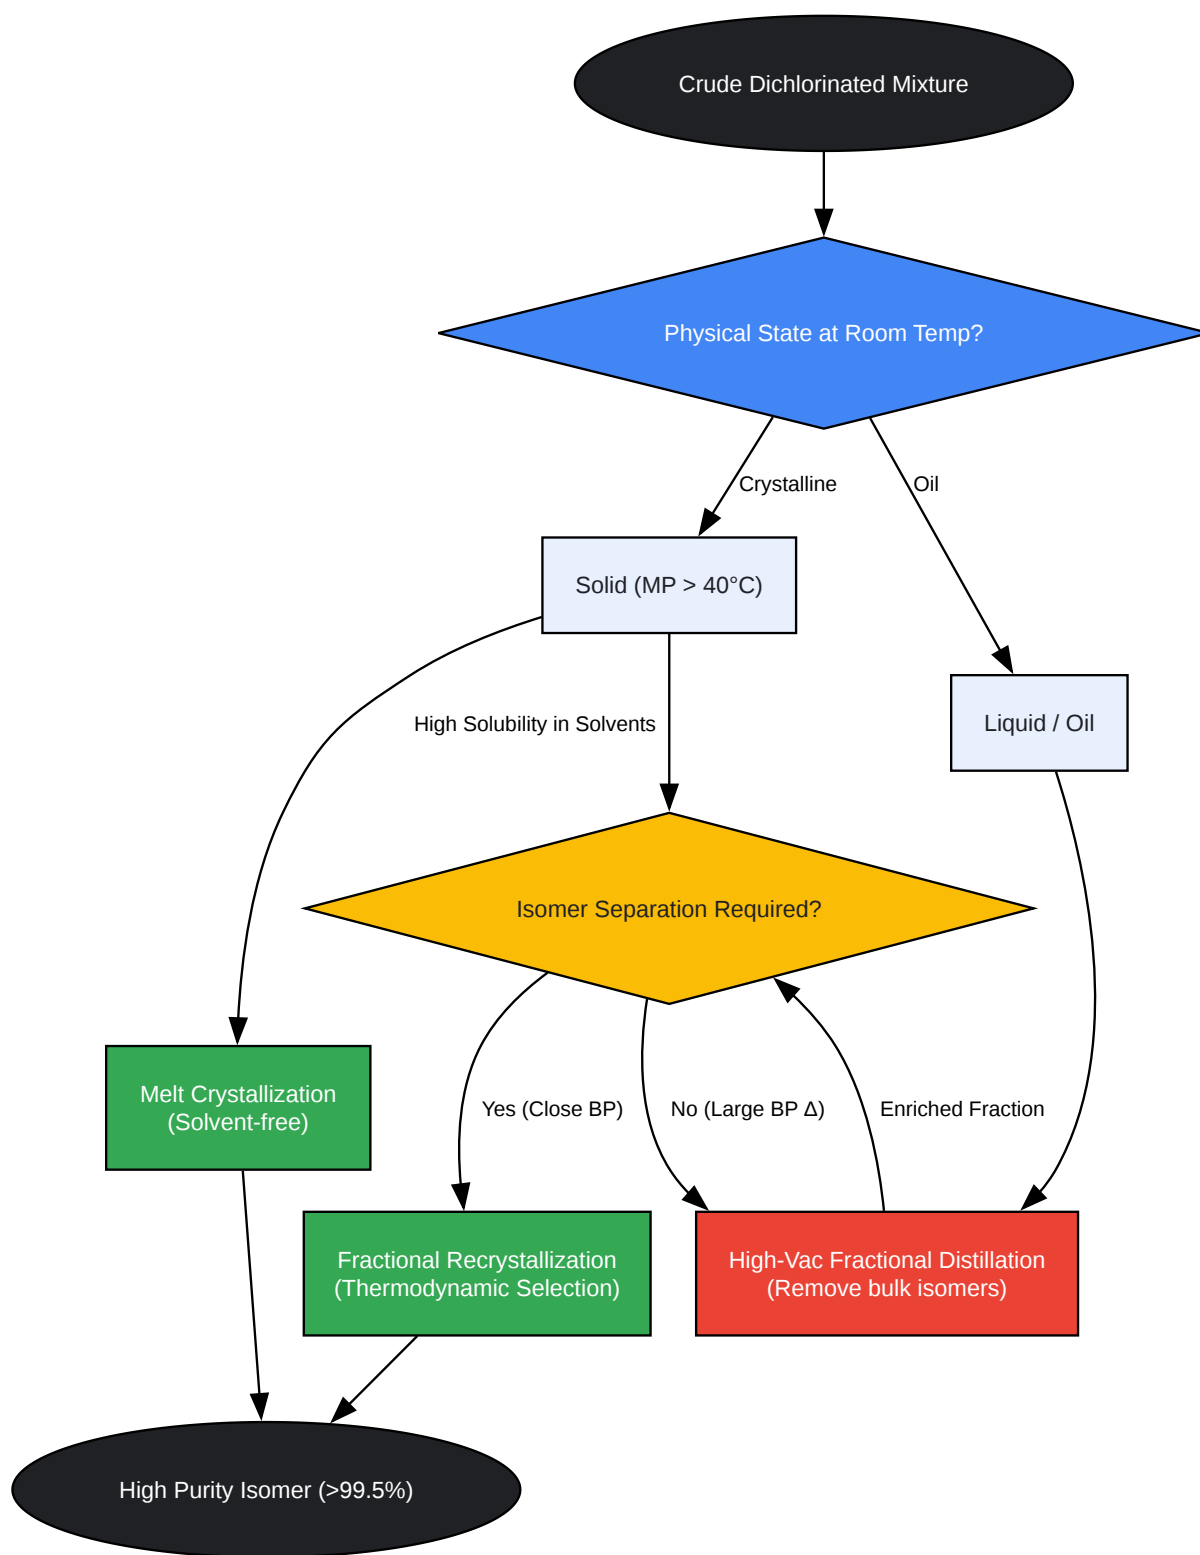 Crude Dichlorinated Mixture
Physical State at Room Temp?
Crystalline
Oil
Solid (MP > 40°C)
High Solubility in Solvents
Liquid / Oil
Isomer Separation Required?
Melt Crystallization
(Solvent-free)
Yes (Close BP)
No (Large BP Δ)
Enriched Fraction
Fractional Recrystallization
(Thermodynamic Selection)
High-Vac Fractional Distillation
(Remove bulk isomers)
High Purity Isomer (>99.5%)